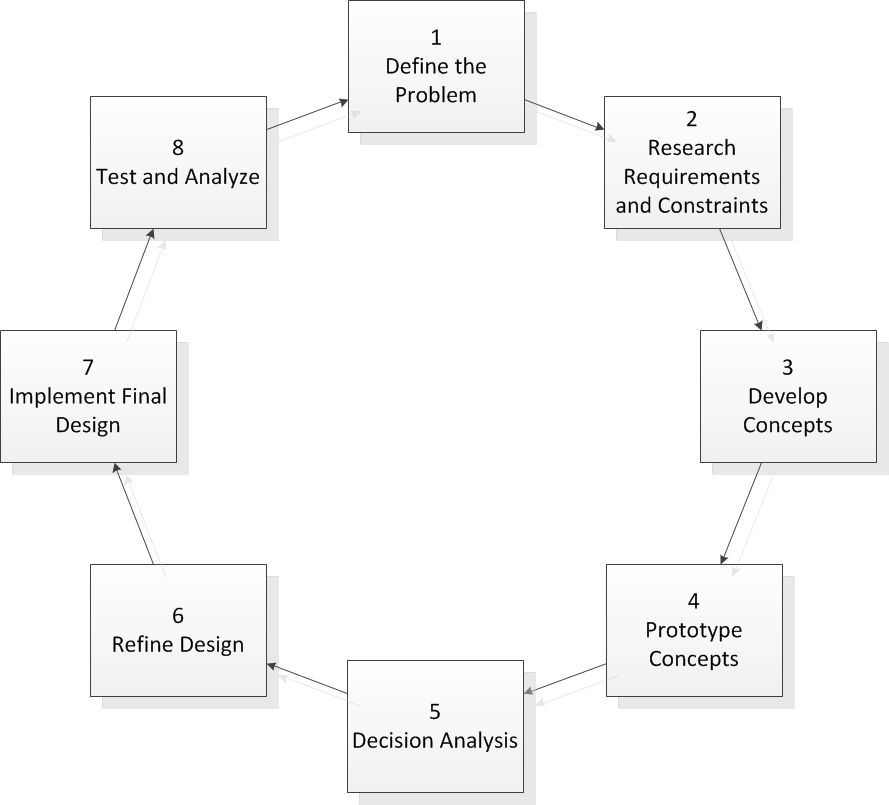 1
Define the
Problem
2
Research
Requirements
and Constraints
3
Develop
Concepts
4
Prototype
Concepts
5
Decision Analysis
6
Refine Design
7
Implement Final
Design
8
Test and Analyze